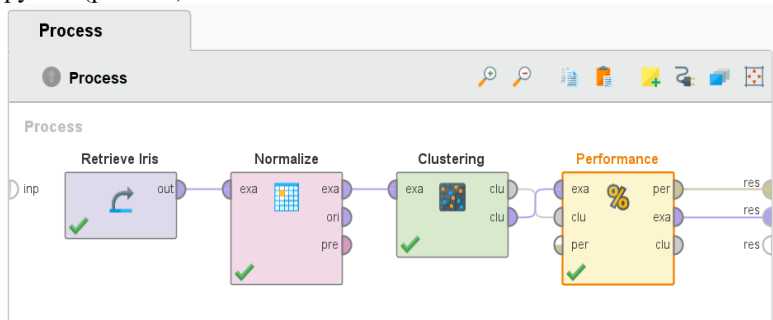 Process
Process
Process
Retrieve Iris
Normalize
Clustering
Performance
inp
out
exa
exa
ori
pre
exa
clu
clu
exa
clu
per
per
exa
clu
res
res
res
%